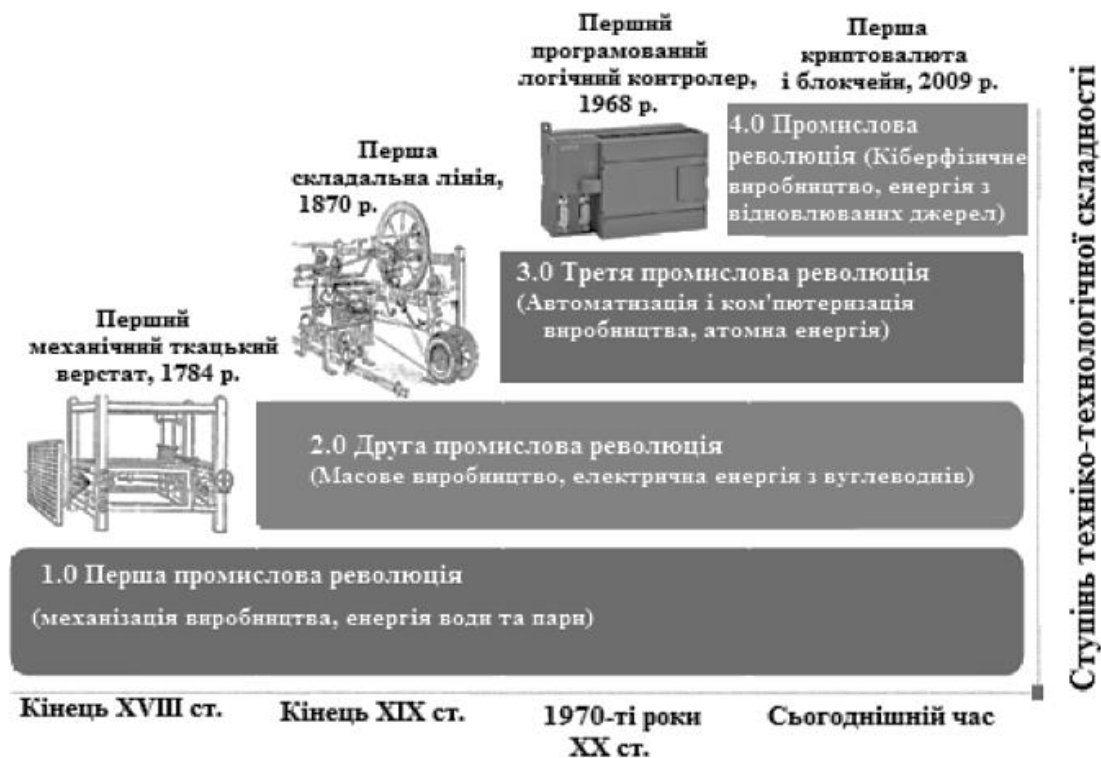 Перший
програмований
логічний контролер,
1968 р.
Перша
криптовалюта
і блокчейн, 2009 р.
4.0 Промислова
революція (Кіберфізичне
виробництво, енергія з
відновлюваних джерел)
Перша
складальна лінія,
1870 р.
3.0 Третя промислова революція
(Автоматизація і ком'пютеризація
виробництва, атомна енергія)
Перший
механічний ткацький
верстат, 1784 р.
2.0 Друга промислова революція
(Масове виробництво, електрична енергія з вуглеводнів)
1.0 Перша промислова революція
(механізація виробництва, енергія води та пари)
Кінець XVIII ст.
Кінець XIX ст.
1970-ті роки
XX ст.
Сьогоднішній час
Ступінь техніко-технологічної складності